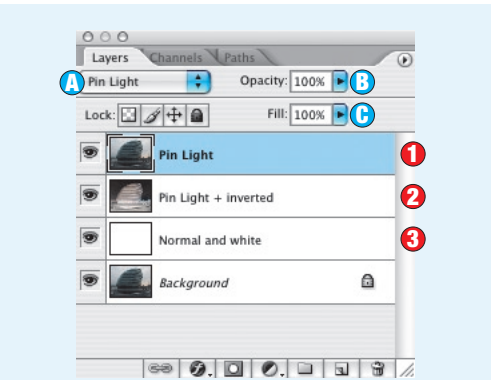 Layers Channels Paths
A Pin Light Opacity: 100% B
Lock: Fill: 100% C
Pin Light 1
Pin Light + inverted 2
Normal and white 3
Background